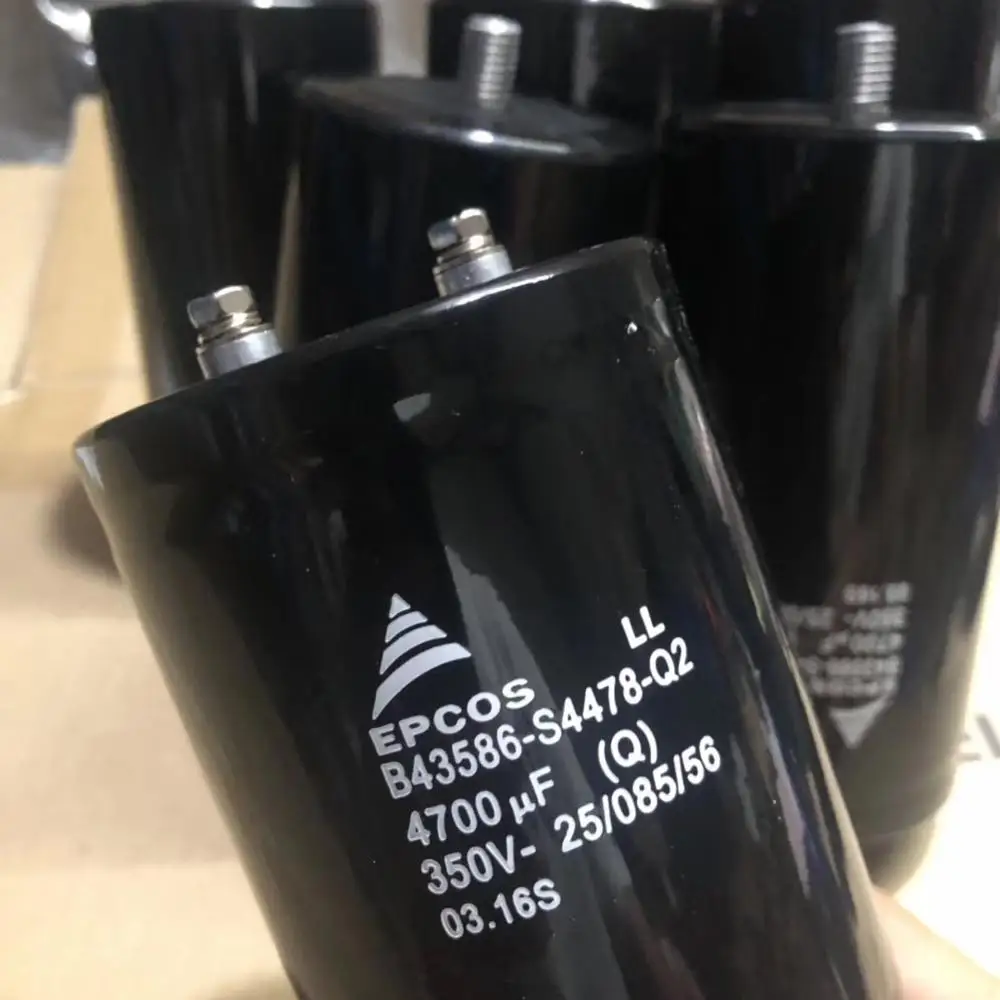 LL
EPCOS
B43586-S4478-Q2
4700 µF (Q)
350V- 25/085/56
03.16S